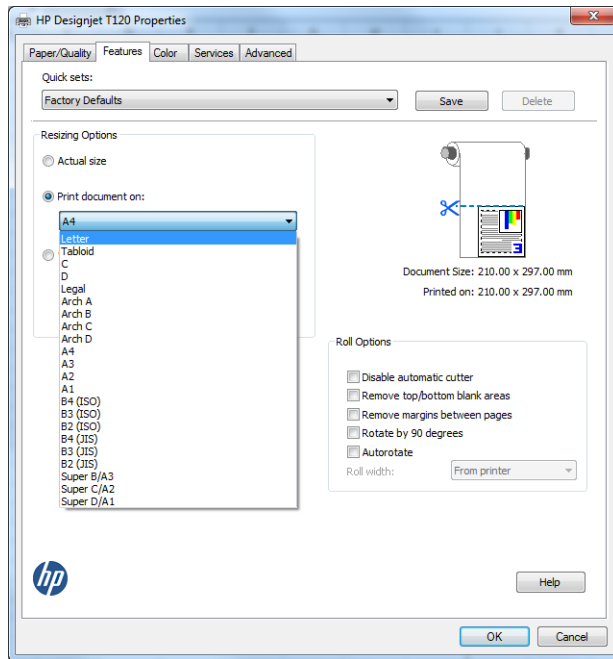 HP Designjet T120 Properties
Paper/Quality Features Color Services Advanced
Quick sets:
Factory Defaults Save Delete
Resizing Options
Actual size
Print document on:
A4
Letter
Tabloid
C
D
Legal
Arch A
Arch B
Arch C
Arch D
A4
A3
A2
A1
B4 (ISO)
B3 (ISO)
B2 (ISO)
B4 (JIS)
B3 (JIS)
B2 (JIS)
Super B/A3
Super C/A2
Super D/A1
3
Document Size: 210.00 x 297.00 mm
Printed on: 210.00 x 297.00 mm
Roll Options
Disable automatic cutter
Remove top/bottom blank areas
Remove margins between pages
Rotate by 90 degrees
Autorotate
Roll width: From printer
hp
Help
OK Cancel